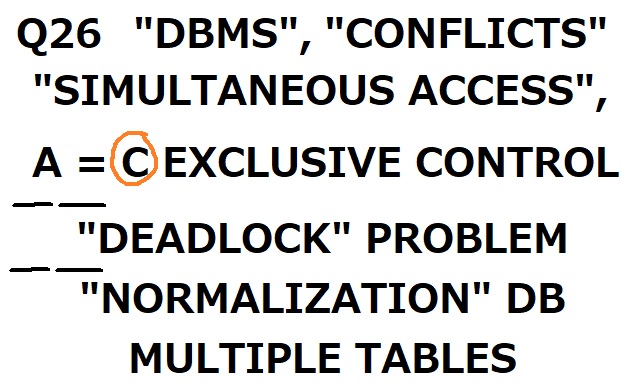 Q26 "DBMS", "CONFLICTS"
"SIMULTANEOUS ACCESS",
A = C EXCLUSIVE CONTROL
"DEADLOCK" PROBLEM
"NORMALIZATION" DB
MULTIPLE TABLES